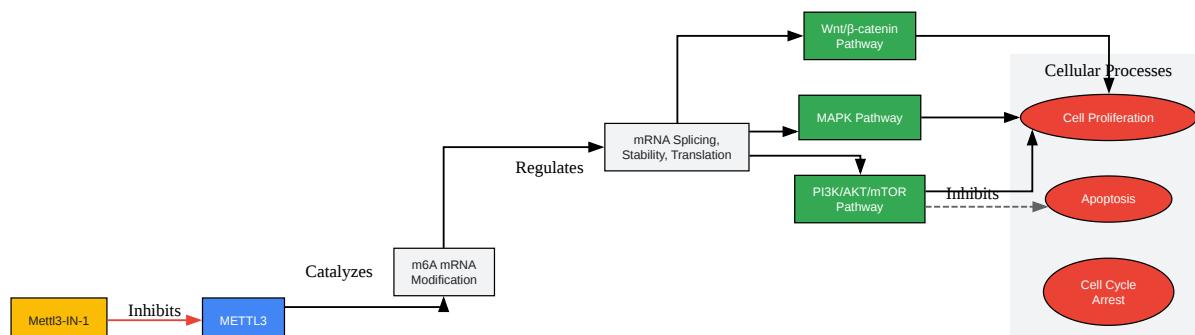 Wnt/β-catenin
Pathway
Cellular Processes
MAPK Pathway
Cell Proliferation
mRNA Splicing,
Stability, Translation
Regulates
PI3K/AKT/mTOR
Pathway
Inhibits
Apoptosis
Catalyzes
m6A mRNA
Modification
Cell Cycle
Arrest
Mettl3-IN-1
Inhibits
METTL3